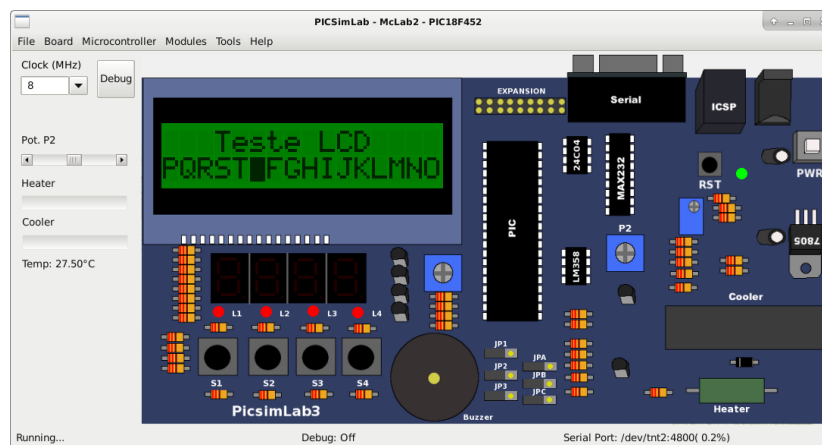 PICSimLab - McLab2 - PIC18F452
File Board Microcontroller Modules Tools Help
Clock (MHz)
8
Debug
Pot. P2
Heater
Cooler
Temp: 27.50°C
Teste LCD
PQRST FGHIJKLMNO
EXPANSION
Serial
ICSP
24C04
MAX232
RST
PWR
PIC
P2
LM358
7805
Cooler
L1 L2 L3 L4
JP1
JPA
JP2
JPB
JP3
JPC
S1 S2 S3 S4
PicsimLab3
Buzzer
Heater
Running...
Debug: Off
Serial Port: /dev/tnt2:4800( 0.2%)